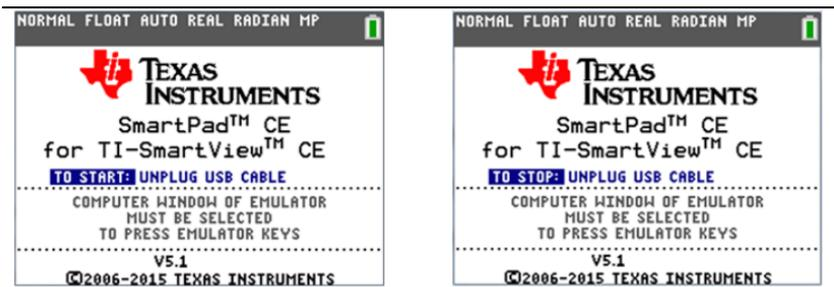 NORMAL FLOAT AUTO REAL RADIAN MP
TEXAS
INSTRUMENTS
SmartPad™ CE
for TI-SmartView™ CE
TO START: UNPLUG USB CABLE
COMPUTER WINDOW OF EMULATOR
MUST BE SELECTED
TO PRESS EMULATOR KEYS
V5.1
©2006-2015 TEXAS INSTRUMENTS
NORMAL FLOAT AUTO REAL RADIAN MP
TEXAS
INSTRUMENTS
SmartPad™ CE
for TI-SmartView™ CE
TO STOP: UNPLUG USB CABLE
COMPUTER WINDOW OF EMULATOR
MUST BE SELECTED
TO PRESS EMULATOR KEYS
V5.1
©2006-2015 TEXAS INSTRUMENTS